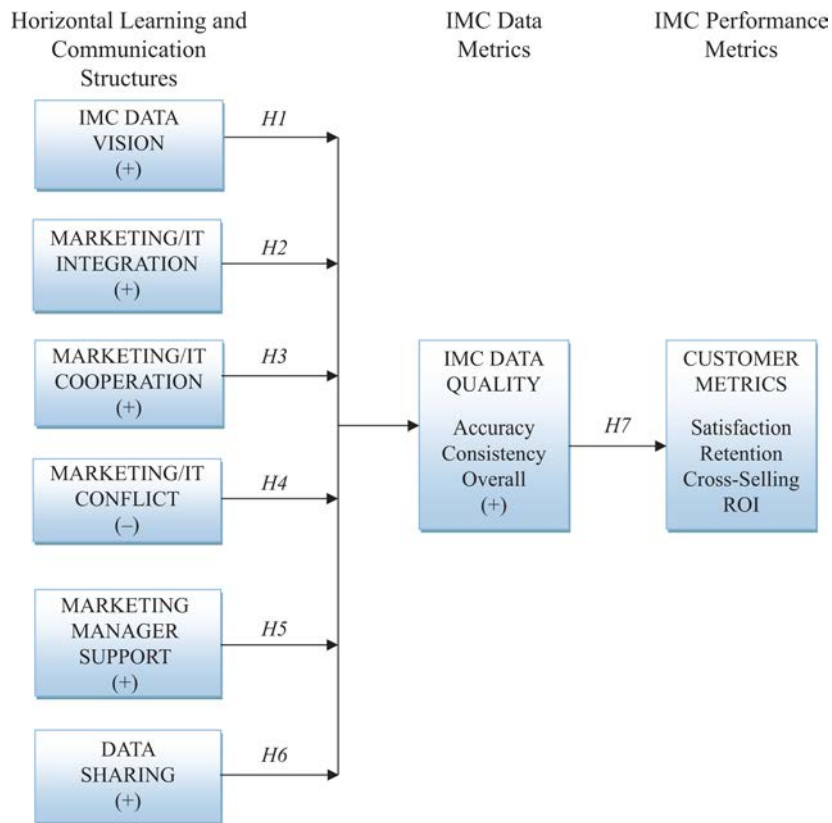 Horizontal Learning and
Communication
Structures
IMC Data
Metrics
IMC Performance
Metrics
IMC DATA
VISION
(+)
H1
MARKETING/IT
INTEGRATION
(+)
H2
MARKETING/IT
COOPERATION
(+)
H3
MARKETING/IT
CONFLICT
(–)
H4
MARKETING
MANAGER
SUPPORT
(+)
H5
DATA
SHARING
(+)
H6
IMC DATA
QUALITY
Accuracy
Consistency
Overall
(+)
H7
CUSTOMER
METRICS
Satisfaction
Retention
Cross-Selling
ROI